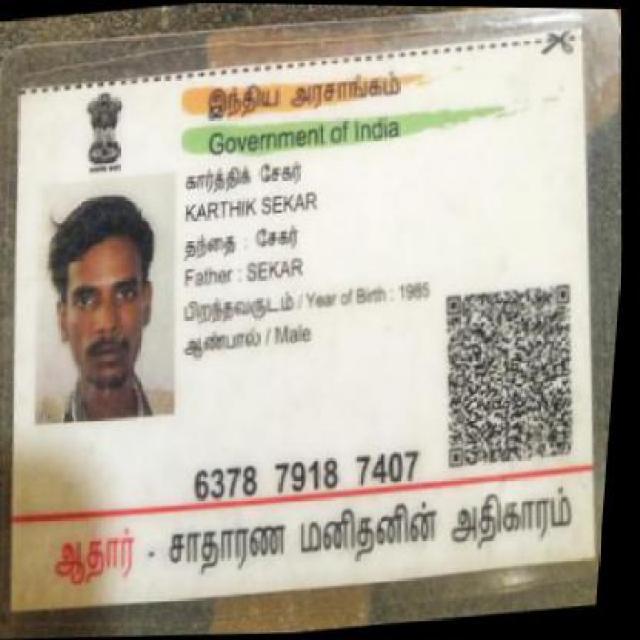 இந்திய அரசாங்கம்
Government of India
கார்த்திக் சேகர்
KARTHIK SEKAR
தந்தை : சேகர்
Father : SEKAR
பிறந்தவருடம் / Year of Birth : 1985
ஆண்பால் / Male
6378 7918 7407
ஆதார் - சாதாரண மனிதனின் அதிகாரம்